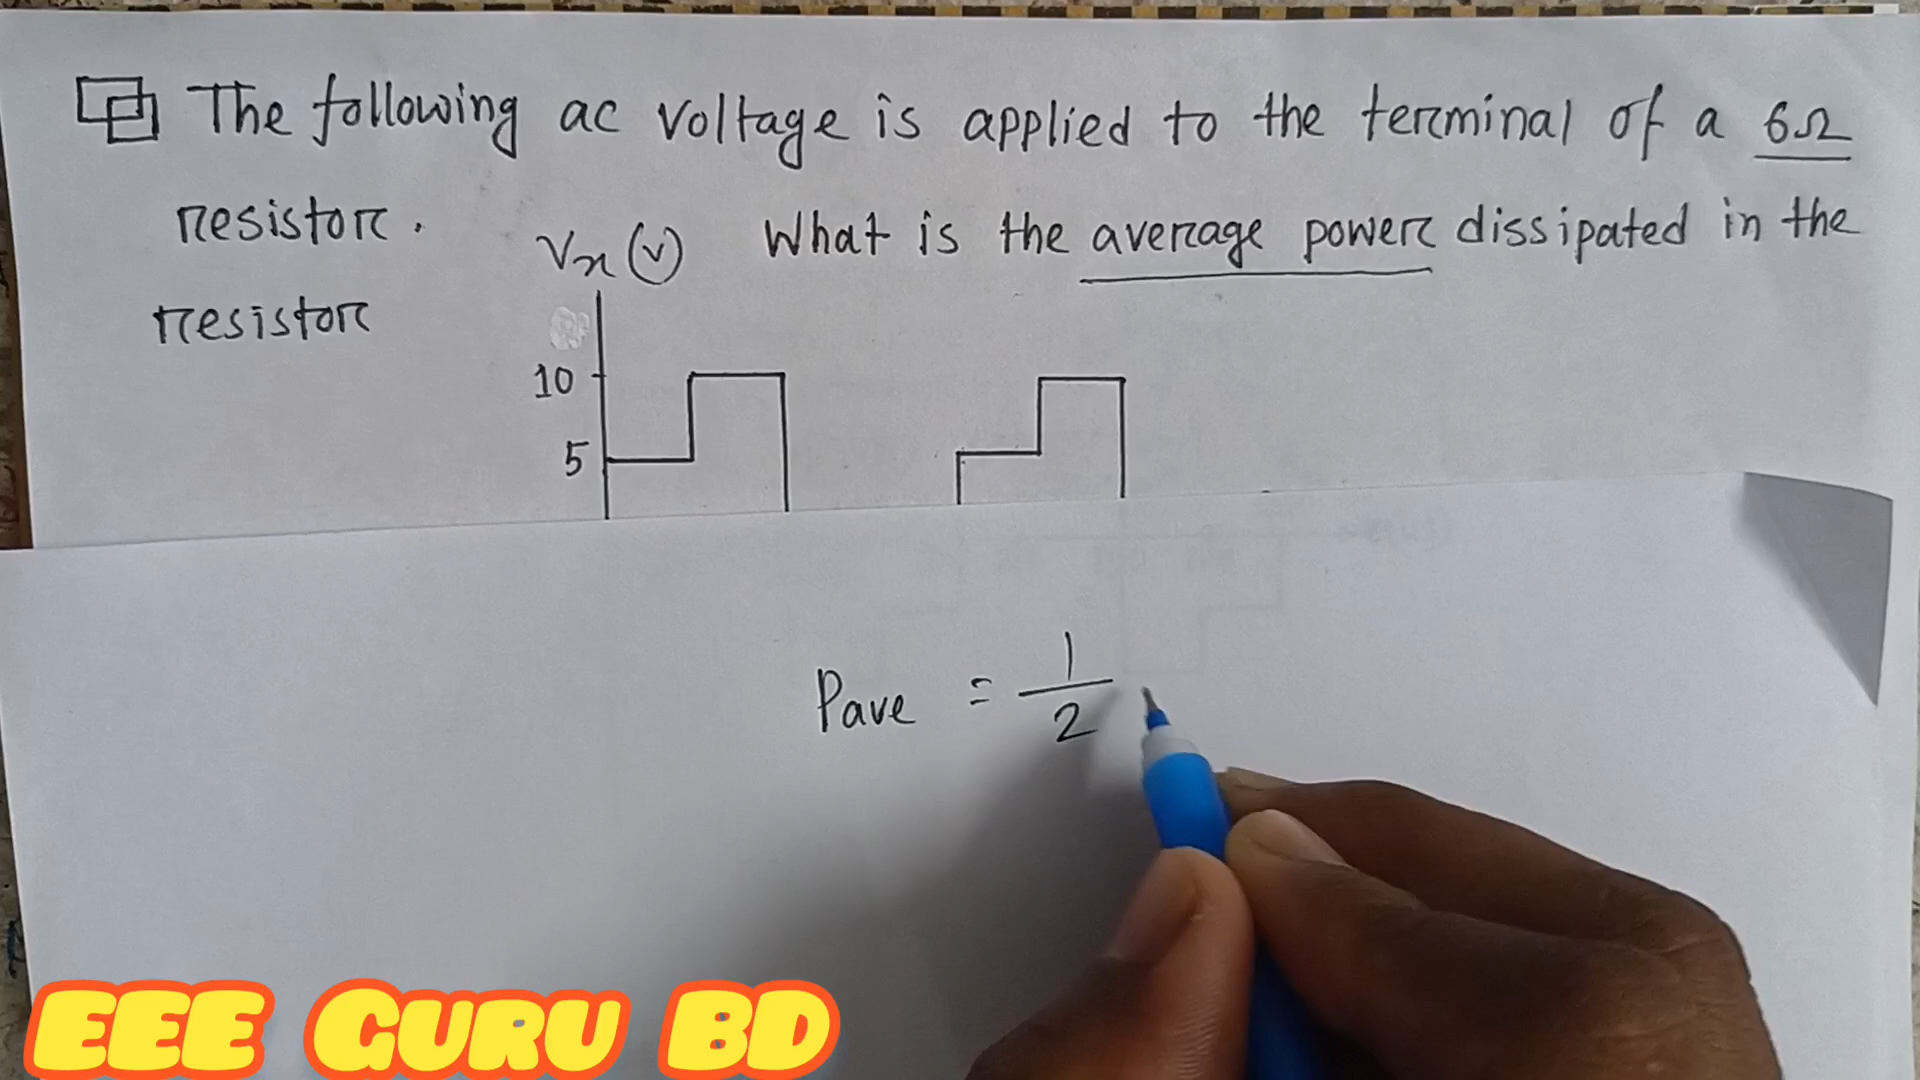 The following ac voltage is applied to the terminal of a 6Ω
resistor. What is the average power dissipated in the
resistor
Vx (v)
10
5
Pave = 1/2
EEE GURU BD